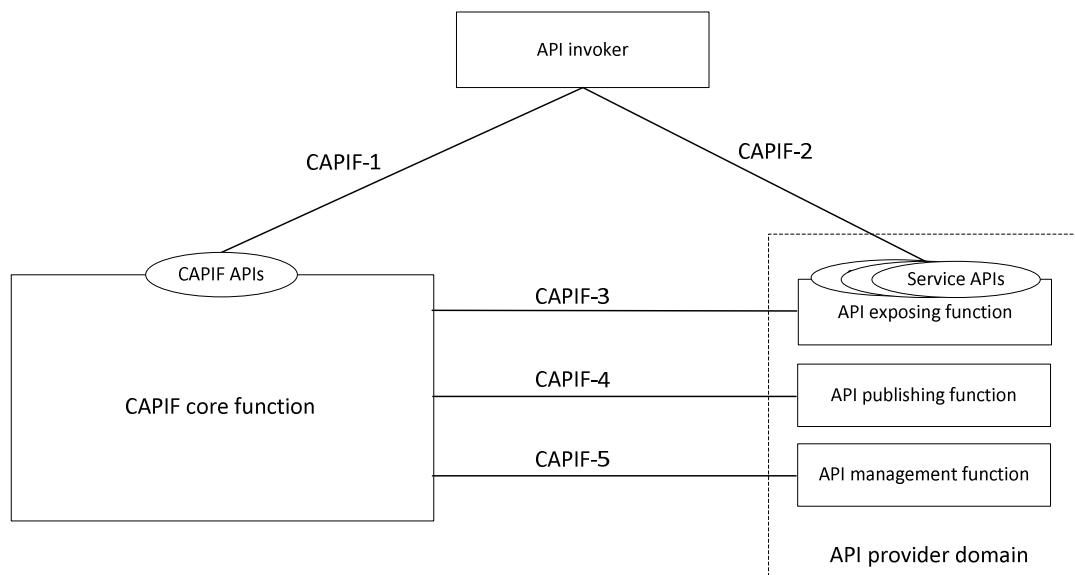 API invoker
CAPIF-1
CAPIF-2
CAPIF APIs
Service APIs
CAPIF-3
API exposing function
CAPIF-4
API publishing function
CAPIF core function
CAPIF-5
API management function
API provider domain